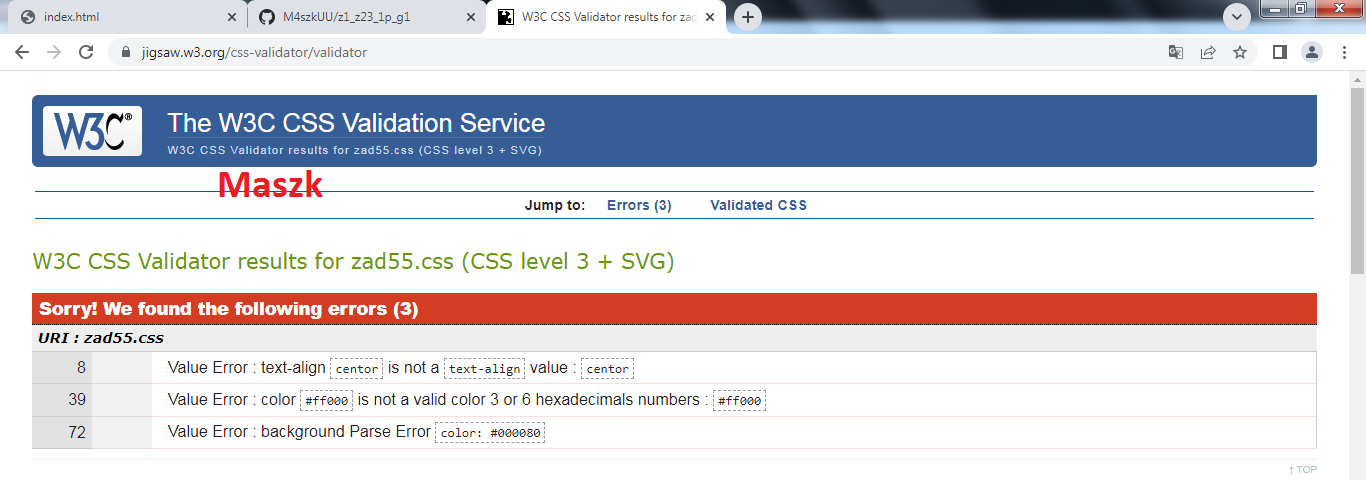 index.html
M4szkUU/z1_z23_1p_g1
W3C CSS Validator results for zad
jigsaw.w3.org/css-validator/validator
W3C®
The W3C CSS Validation Service
W3C CSS Validator results for zad55.css (CSS level 3 + SVG)
Maszk
Jump to: Errors (3) Validated CSS
W3C CSS Validator results for zad55.css (CSS level 3 + SVG)
Sorry! We found the following errors (3)
URI : zad55.css
8 Value Error : text-align centor is not a text-align value : centor
39 Value Error : color #ff000 is not a valid color 3 or 6 hexadecimals numbers : #ff000
72 Value Error : background Parse Error color: #000080
↑ TOP